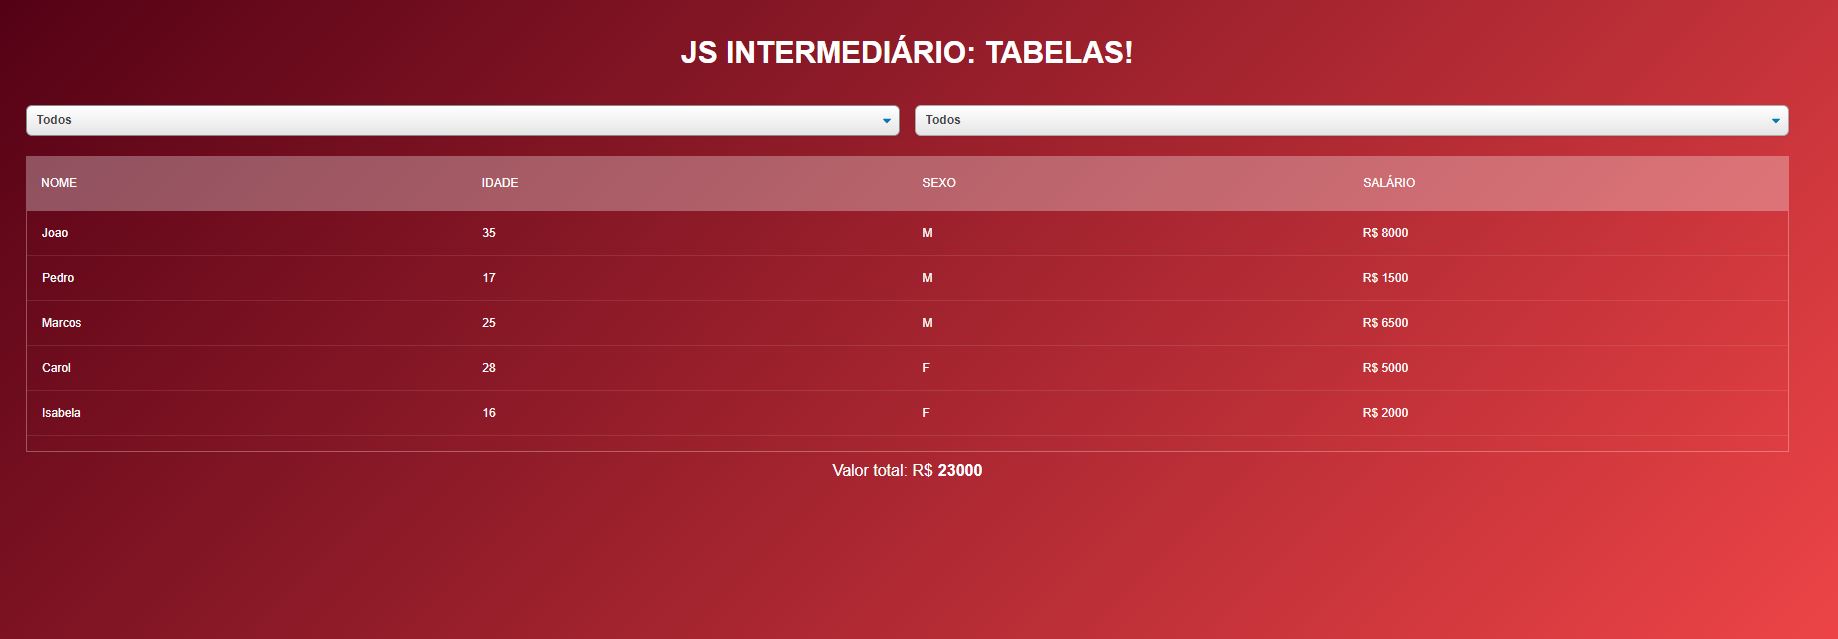 JS INTERMEDIÁRIO: TABELAS!
Todos Todos
NOME IDADE SEXO SALÁRIO
Joao 35 M R$ 8000
Pedro 17 M R$ 1500
Marcos 25 M R$ 6500
Carol 28 F R$ 5000
Isabela 16 F R$ 2000
Valor total: R$ 23000